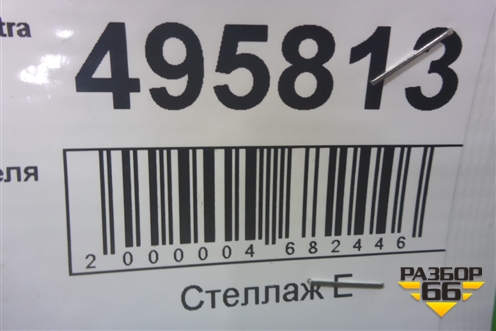 tra
495813
еля
2 000004 682446
Стеллаж Е
РАЗБОР
66